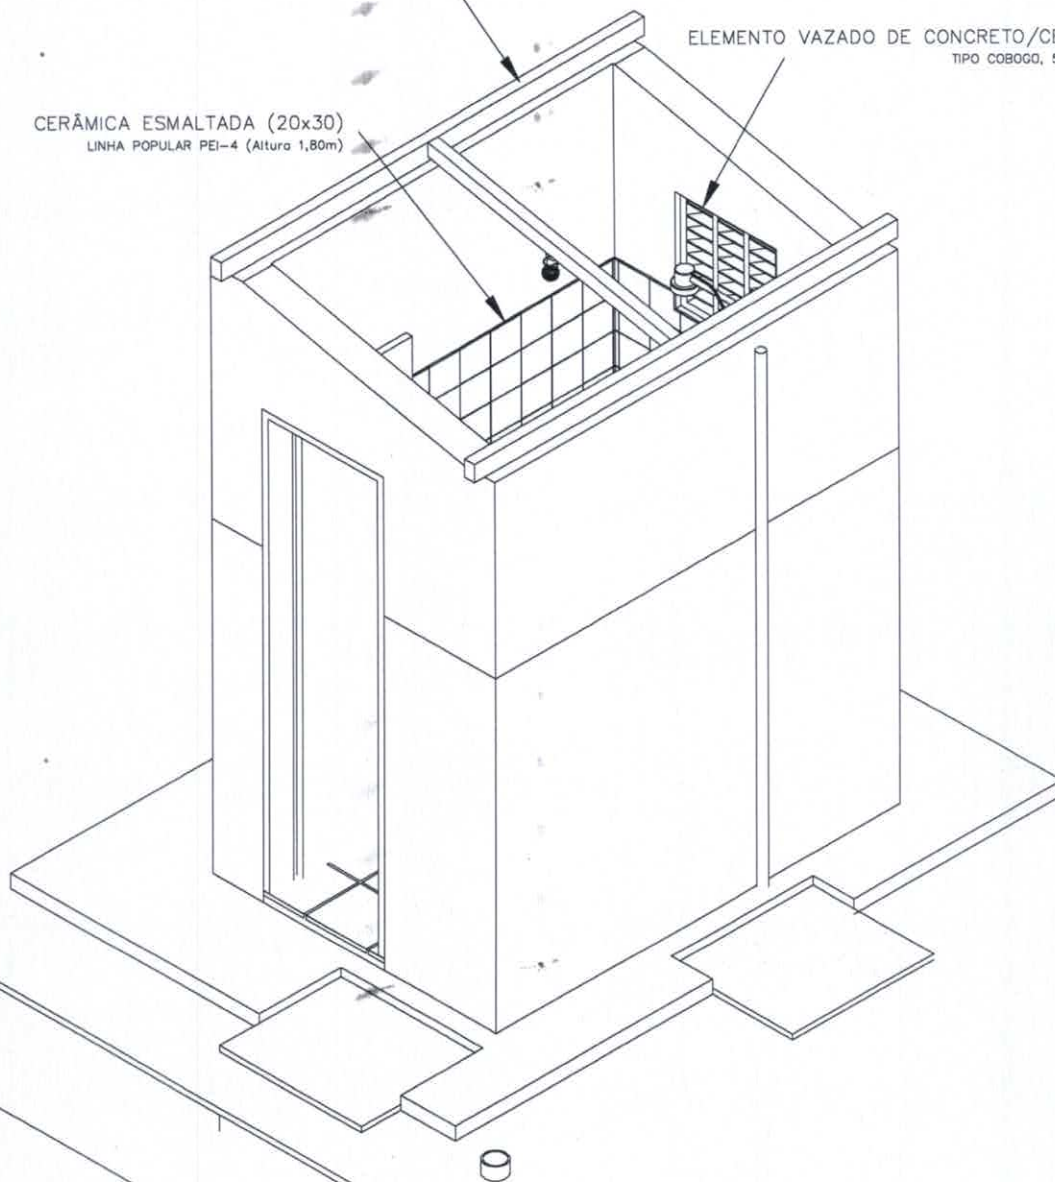 ELEMENTO VAZADO DE CONCRETO/CE
TIPO COBOGO, 5
CERÂMICA ESMALTADA (20x30)
LINHA POPULAR PEI-4 (Altura 1,80m)